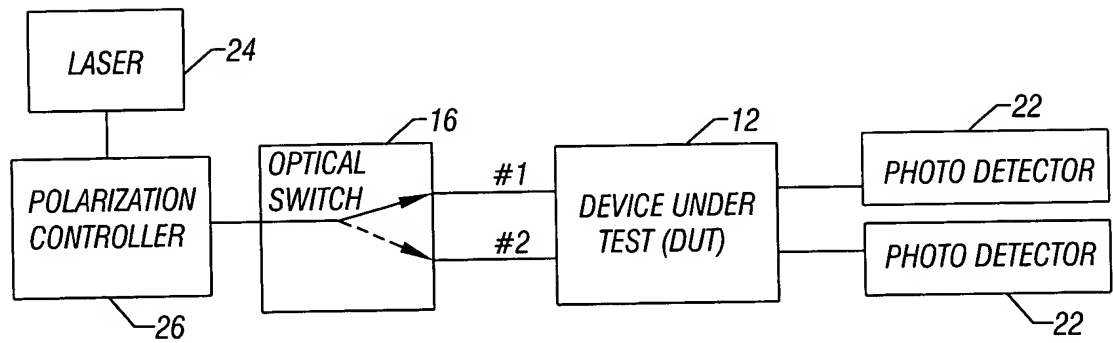 LASER
24
POLARIZATION
CONTROLLER
26
16
OPTICAL
SWITCH
#1
#2
12
DEVICE UNDER
TEST (DUT)
22
PHOTO DETECTOR
PHOTO DETECTOR
22